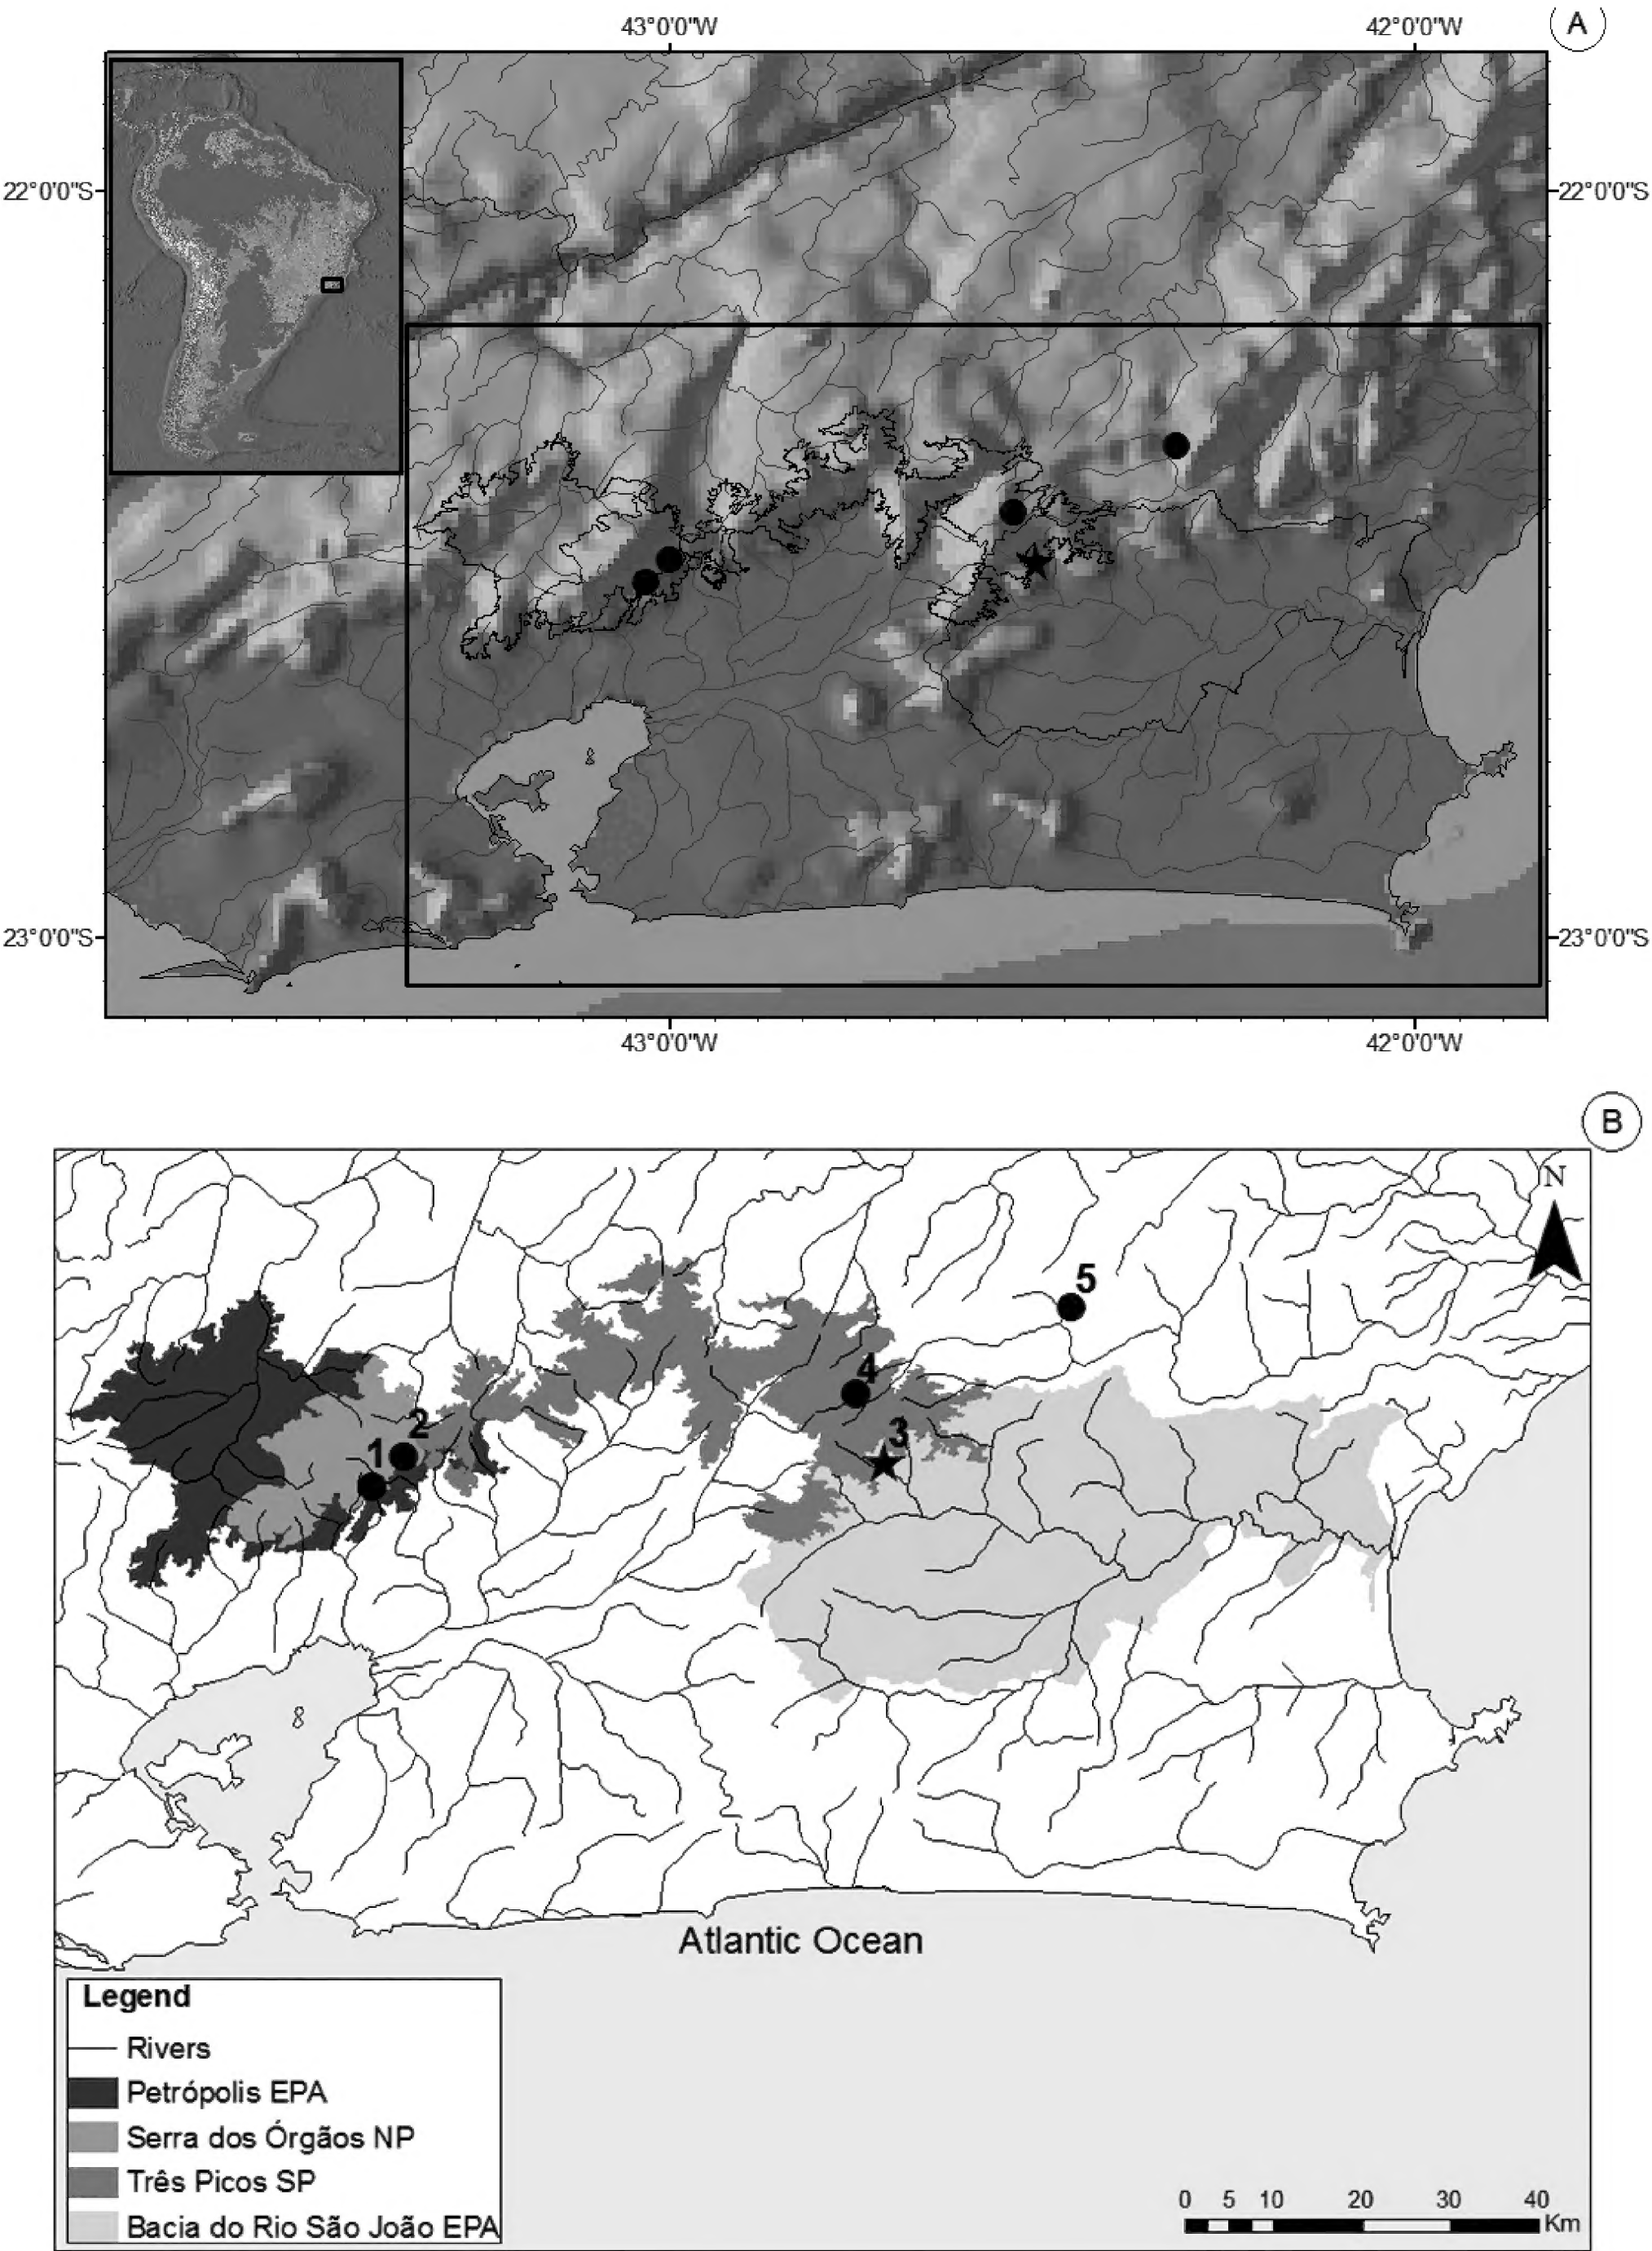 43°0'0"W 42°0'0"W A
22°0'0"S 22°0'0"S
23°0'0"S 23°0'0"S
43°0'0"W 42°0'0"W
B
N
5
4
2
3
1
Atlantic Ocean
Legend
Rivers
Petrópolis EPA
Serra dos Órgãos NP
Três Picos SP
Bacia do Rio São João EPA
0 5 10 20 30 40
Km